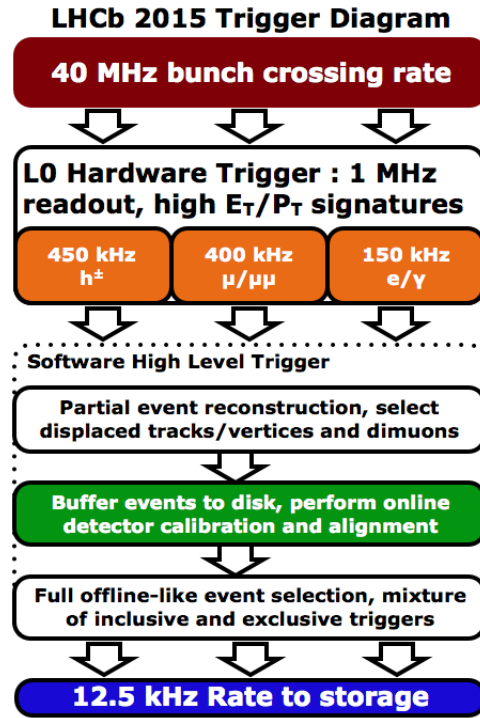 LHCb 2015 Trigger Diagram
40 MHz bunch crossing rate
L0 Hardware Trigger : 1 MHz
readout, high E_T/P_T signatures
450 kHz
h±
400 kHz
μ/μμ
150 kHz
e/γ
Software High Level Trigger
Partial event reconstruction, select
displaced tracks/vertices and dimuons
Buffer events to disk, perform online
detector calibration and alignment
Full offline-like event selection, mixture
of inclusive and exclusive triggers
12.5 kHz Rate to storage